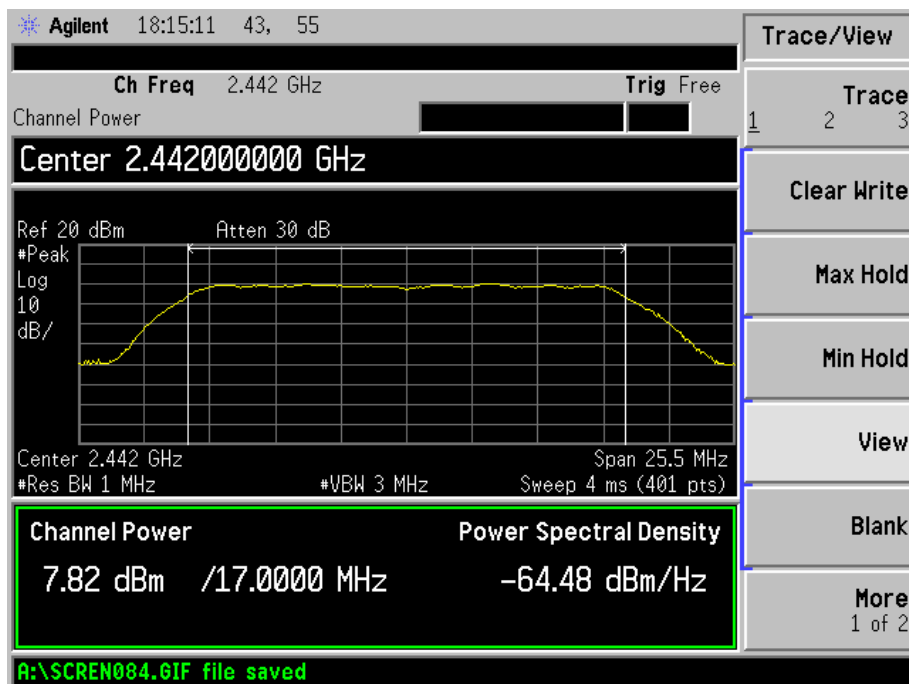 Agilent 18:15:11 43, 55
Trace/View
Ch Freq 2.442 GHz Trig Free
Channel Power
Trace
1 2 3
Center 2.442000000 GHz
Clear Write
Ref 20 dBm Atten 30 dB
#Peak
Log
10
dB/
Max Hold
Min Hold
View
Center 2.442 GHz Span 25.5 MHz
#Res BW 1 MHz #VBW 3 MHz Sweep 4 ms (401 pts)
Channel Power Power Spectral Density
Blank
7.82 dBm /17.0000 MHz -64.48 dBm/Hz
More
1 of 2
A:\SCREN084.GIF file saved